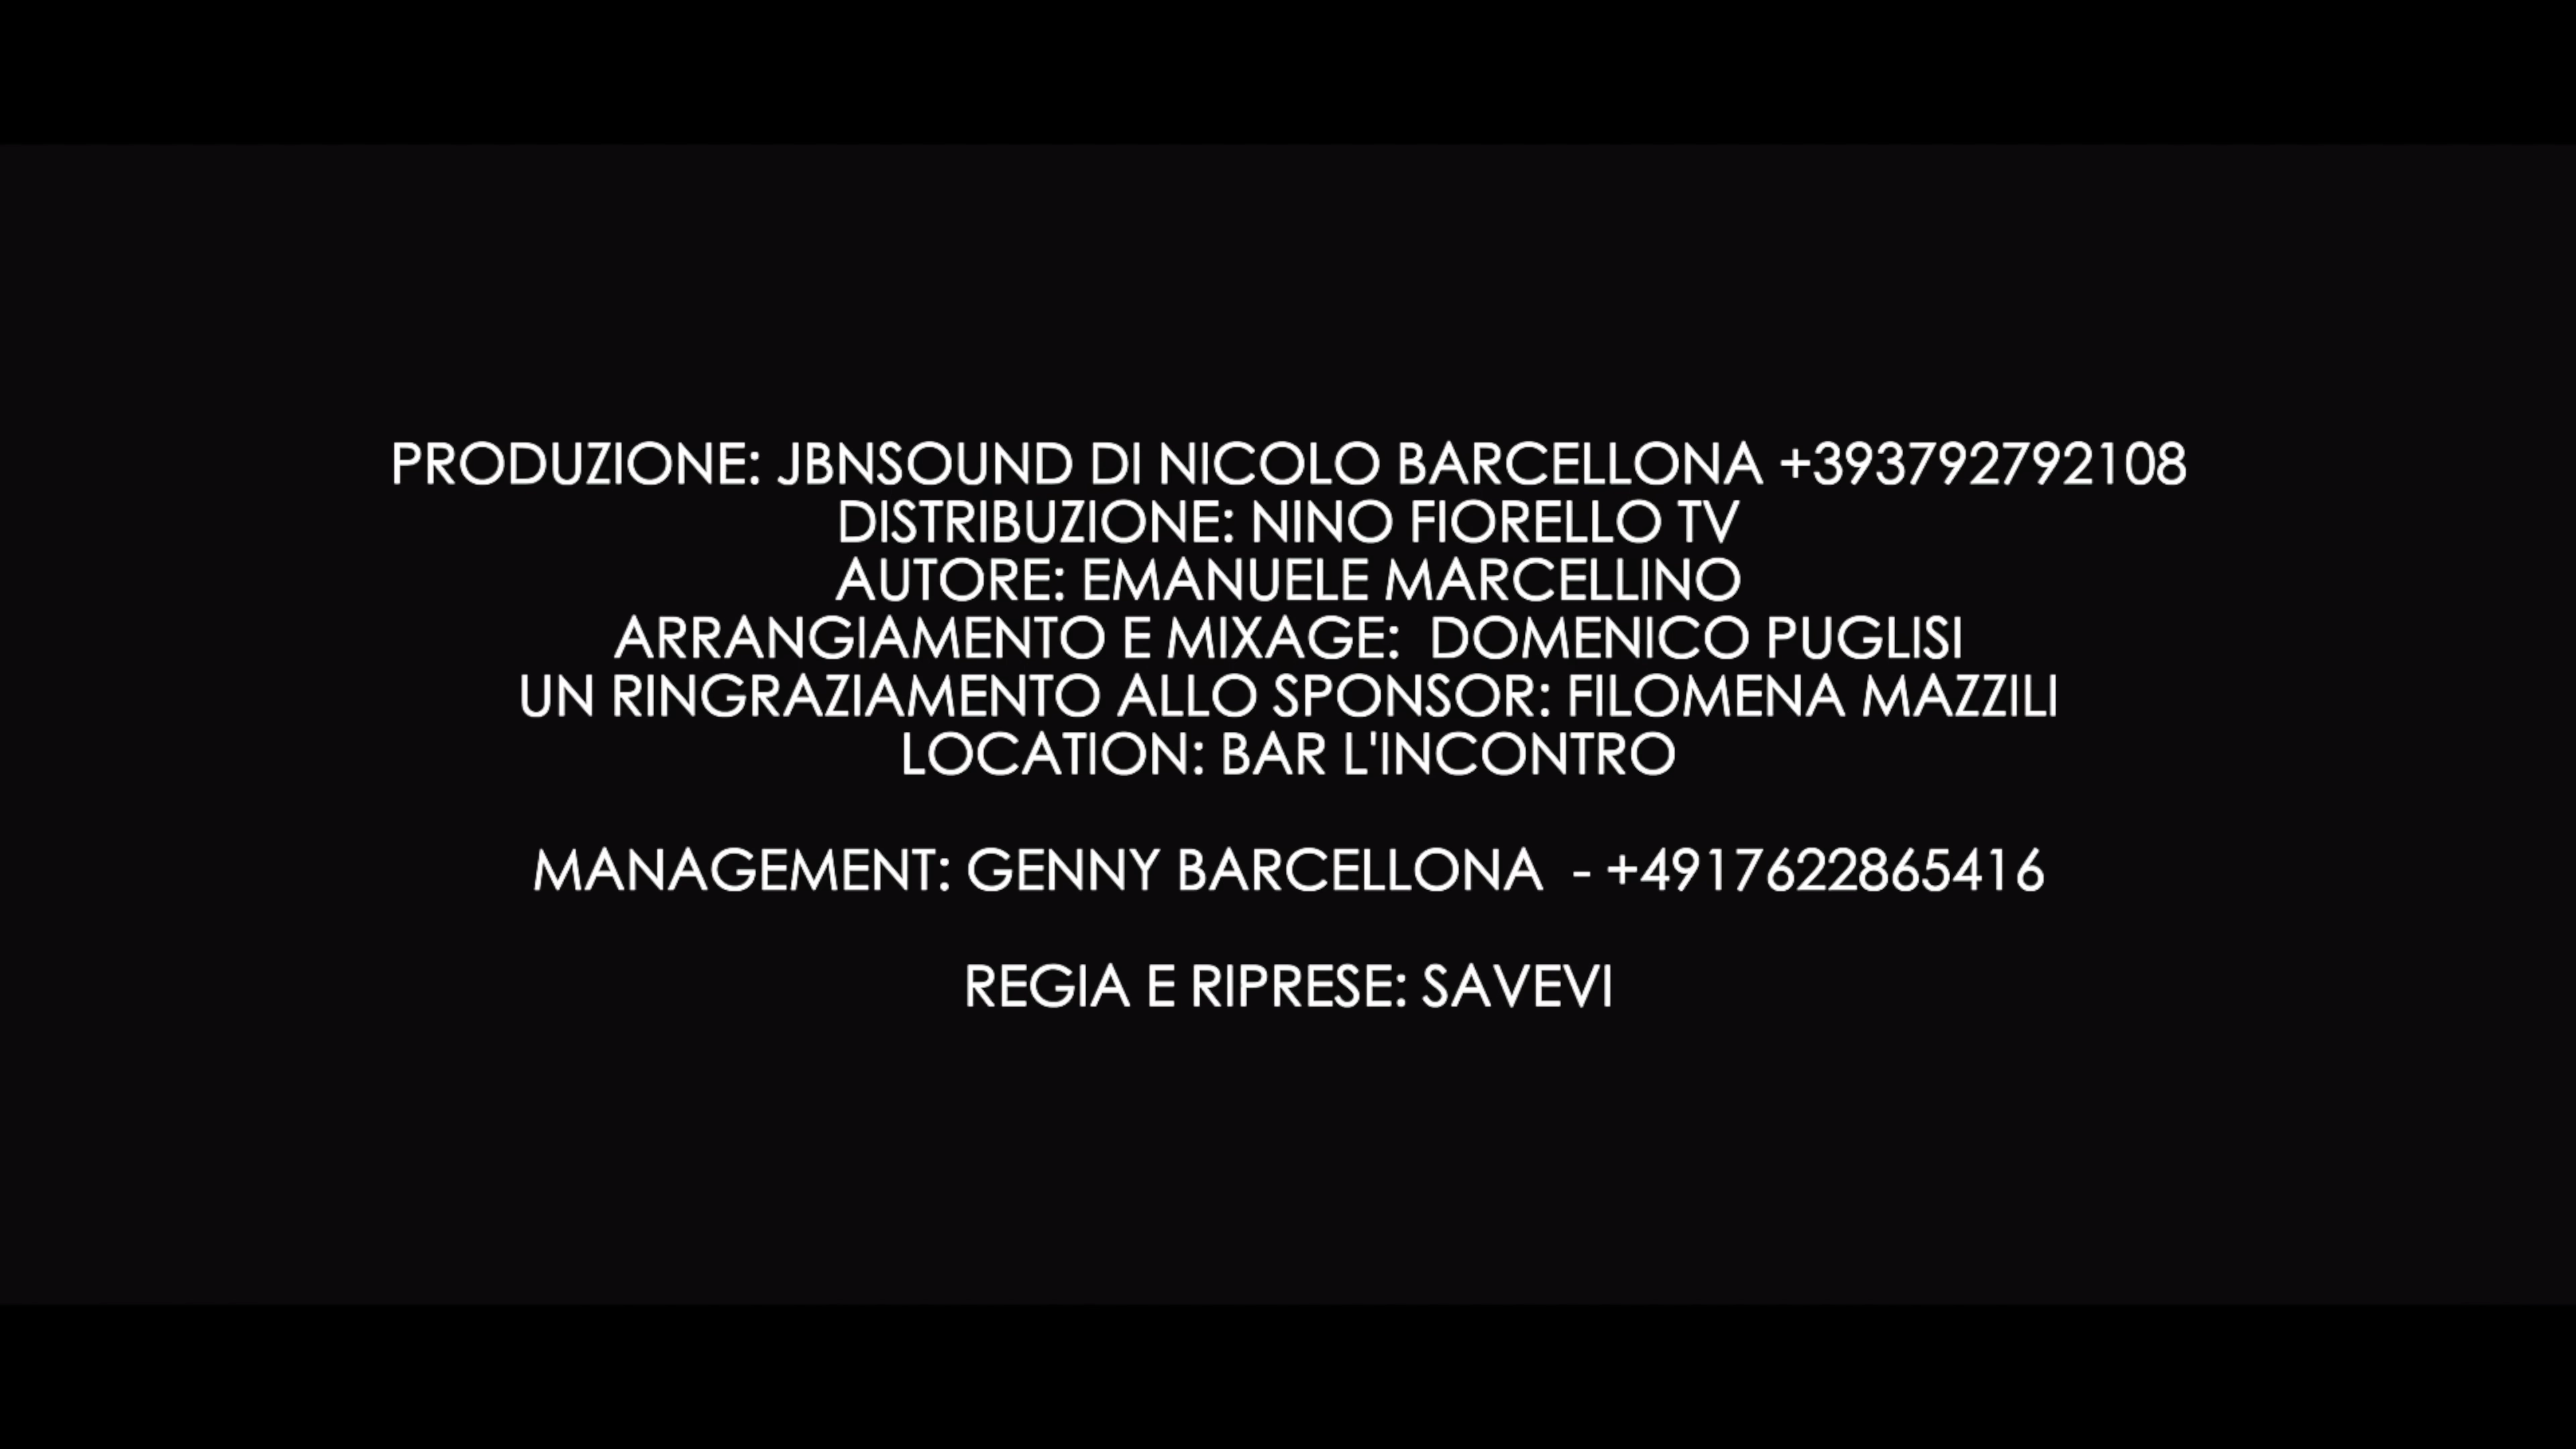 PRODUZIONE: JBNSOUND DI NICOLO BARCELLONA +393792792108
DISTRIBUZIONE: NINO FIORELLO TV
AUTORE: EMANUELE MARCELLINO
ARRANGIAMENTO E MIXAGE:  DOMENICO PUGLISI
UN RINGRAZIAMENTO ALLO SPONSOR: FILOMENA MAZZILI
LOCATION: BAR L'INCONTRO
MANAGEMENT: GENNY BARCELLONA  - +4917622865416
REGIA E RIPRESE: SAVEVI